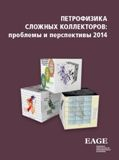 ПЕТРОФИЗИКА
СЛОЖНЫХ КОЛЛЕКТОРОВ:
проблемы и перспективы 2014
EAGE